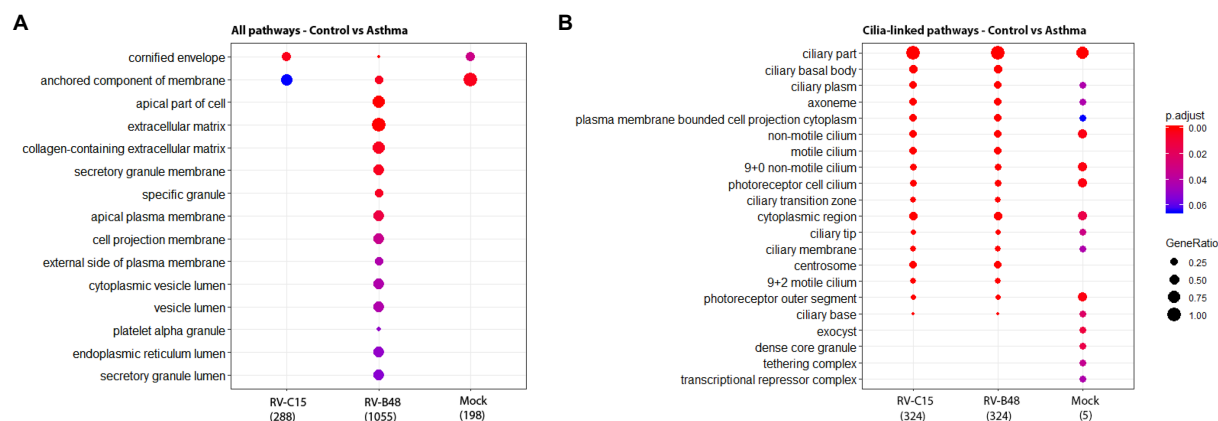 A
All pathways - Control vs Asthma
cornified envelope
anchored component of membrane
apical part of cell
extracellular matrix
collagen-containing extracellular matrix
secretory granule membrane
specific granule
apical plasma membrane
cell projection membrane
external side of plasma membrane
cytoplasmic vesicle lumen
vesicle lumen
platelet alpha granule
endoplasmic reticulum lumen
secretory granule lumen
RV-C15 RV-B48 Mock
(288) (1055) (198)
B
Cilia-linked pathways - Control vs Asthma
ciliary part
ciliary basal body
ciliary plasm
axoneme
plasma membrane bounded cell projection cytoplasm
non-motile cilium
motile cilium
9+0 non-motile cilium
photoreceptor cell cilium
ciliary transition zone
cytoplasmic region
ciliary tip
ciliary membrane
centrosome
9+2 motile cilium
photoreceptor outer segment
ciliary base
exocyst
dense core granule
tethering complex
transcriptional repressor complex
RV-C15 RV-B48 Mock
(324) (324) (5)
p.adjust
0.00
0.02
0.04
0.06
GeneRatio
0.25
0.50
0.75
1.00